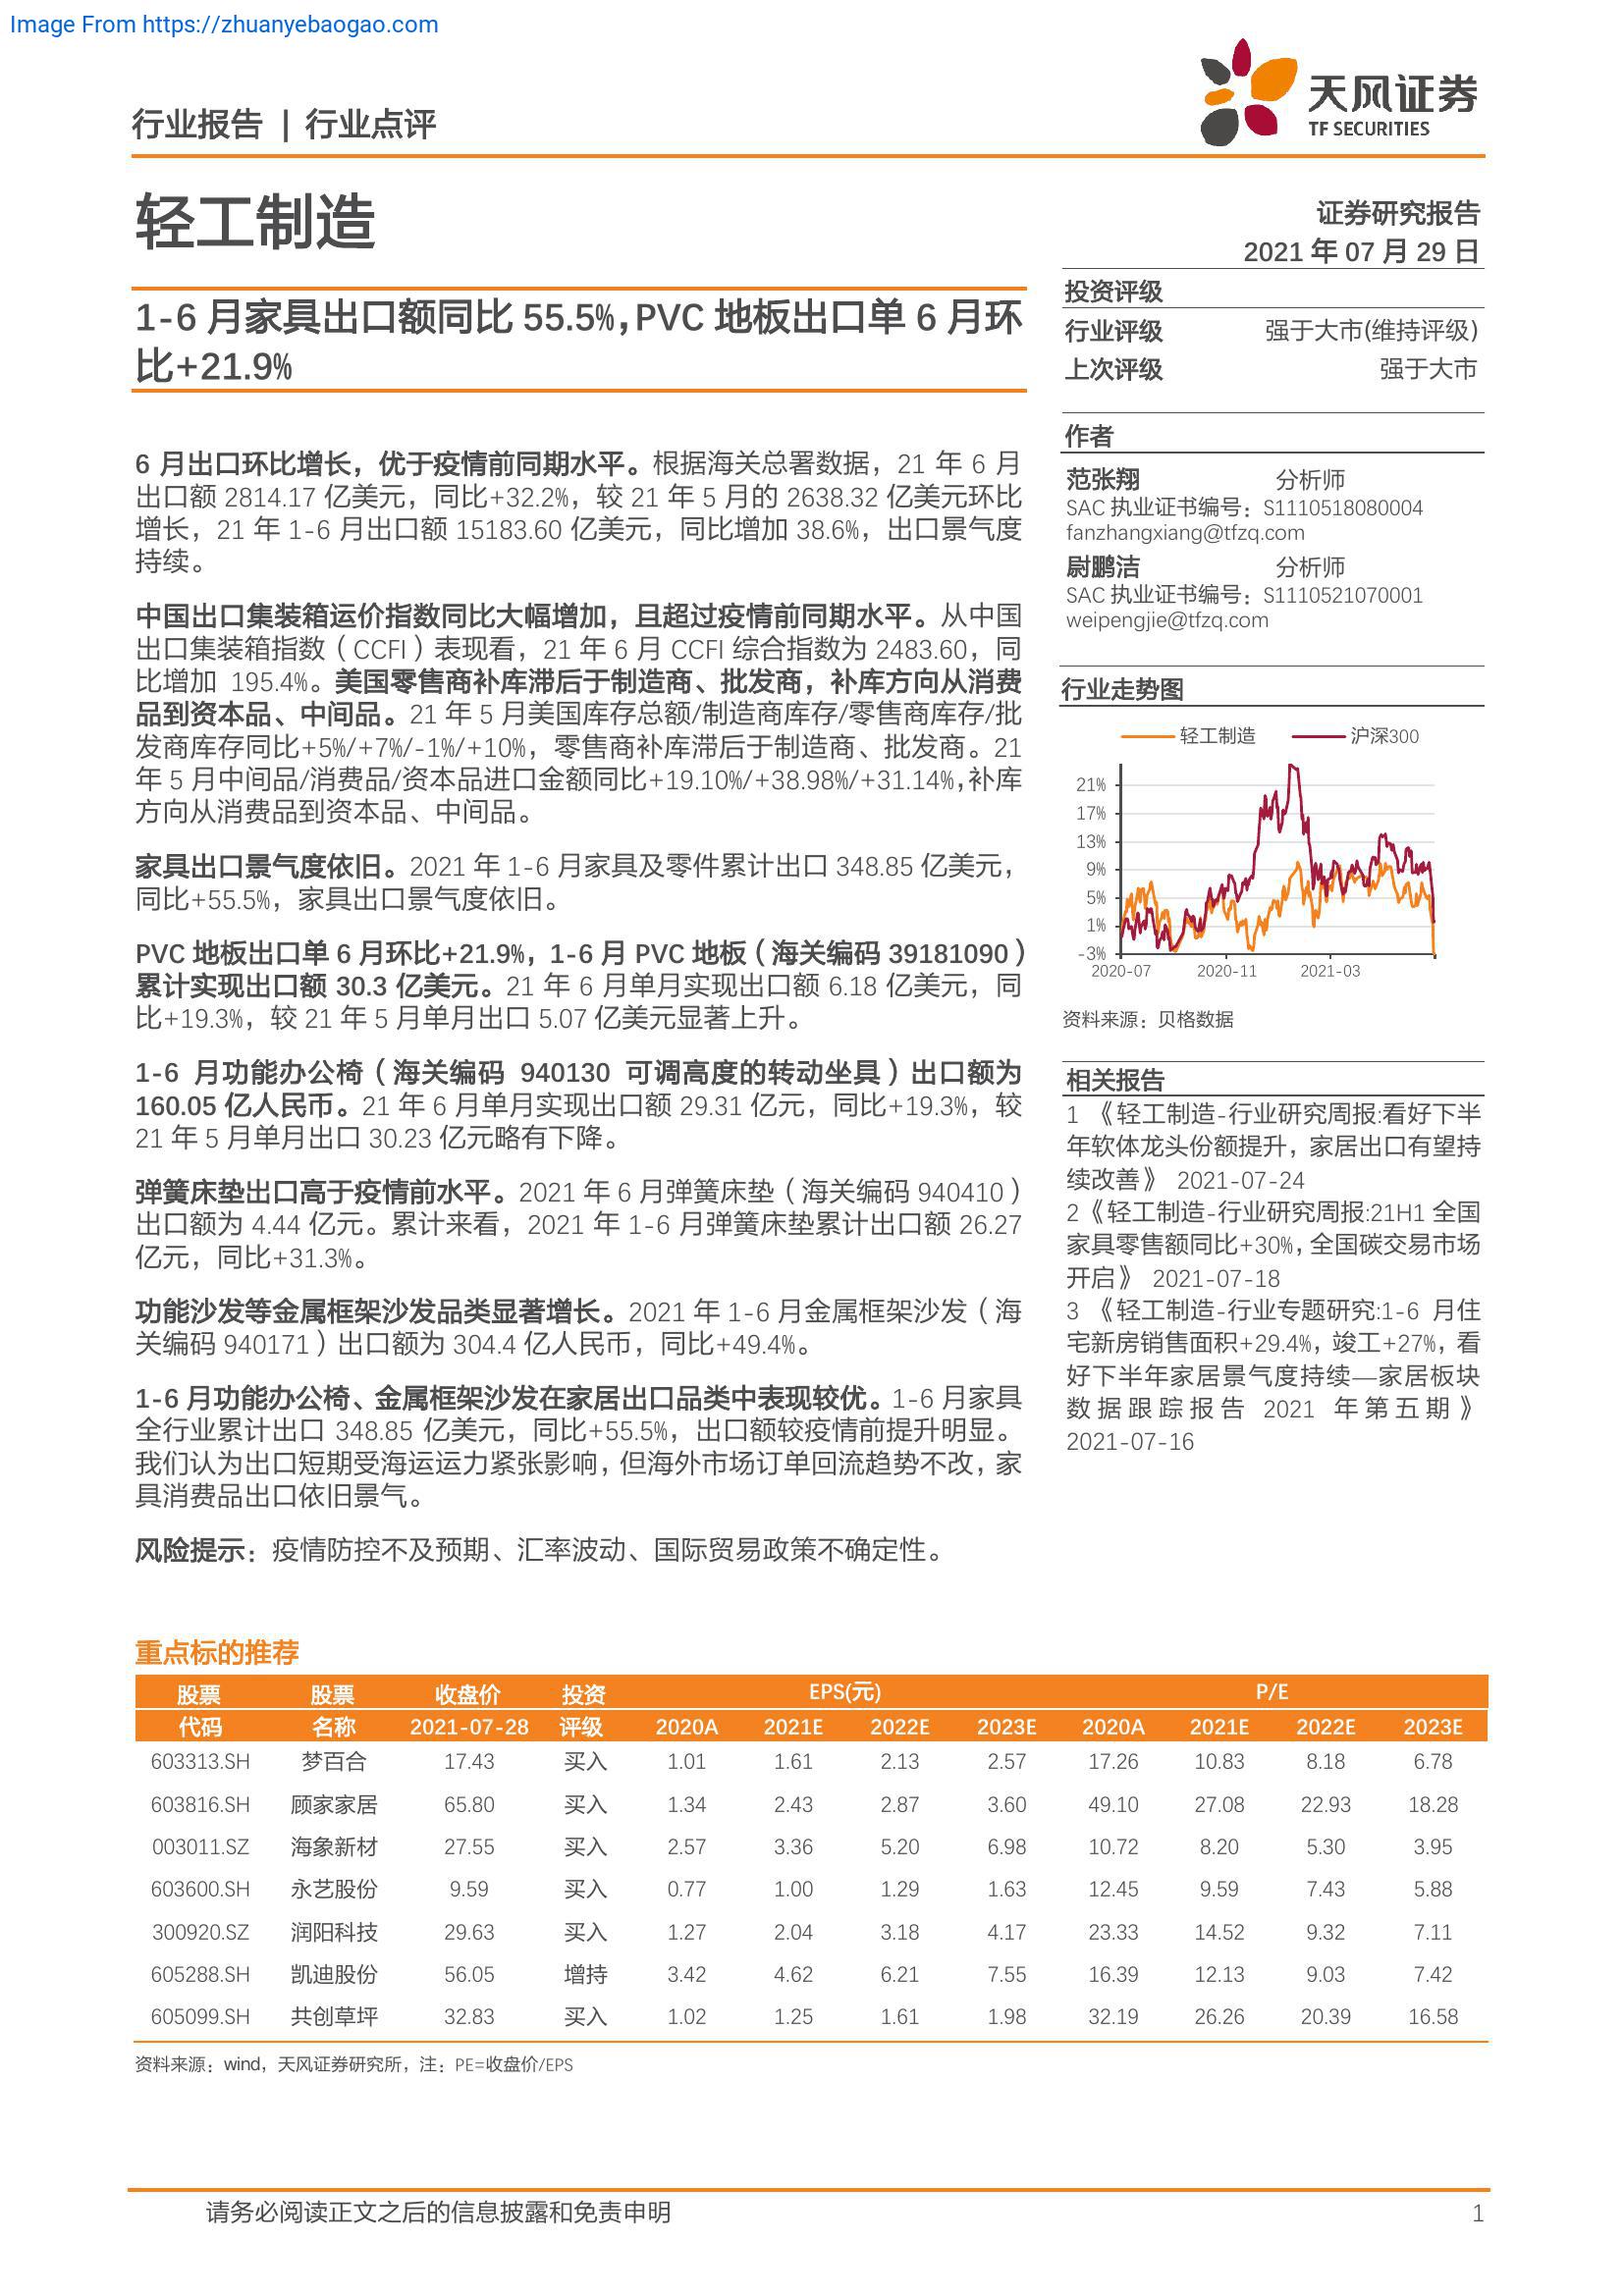 Image From https://zhuanyebaogao.com
行业报告 | 行业点评
天风证券
TF SECURITIES
轻工制造
证券研究报告
2021 年 07 月 29 日
1-6 月家具出口额同比 55.5%,PVC 地板出口单 6 月环
比+21.9%
6 月出口环比增长，优于疫情前同期水平。根据海关总署数据，21 年 6 月
出口额 2814.17 亿美元，同比+32.2%，较 21 年 5 月的 2638.32 亿美元环比
增长，21 年 1-6 月出口额 15183.60 亿美元，同比增加 38.6%，出口景气度
持续。
中国出口集装箱运价指数同比大幅增加，且超过疫情前同期水平。从中国
出口集装箱指数（CCFI）表现看，21 年 6 月 CCFI 综合指数为 2483.60，同
比增加 195.4%。美国零售商补库滞后于制造商、批发商，补库方向从消费
品到资本品、中间品。21 年 5 月美国库存总额/制造商库存/零售商库存/批
发商库存同比+5%/+7%/-1%/+10%，零售商补库滞后于制造商、批发商。21
年 5 月中间品/消费品/资本品进口金额同比+19.10%/+38.98%/+31.14%,补库
方向从消费品到资本品、中间品。
家具出口景气度依旧。2021 年 1-6 月家具及零件累计出口 348.85 亿美元，
同比+55.5%，家具出口景气度依旧。
PVC 地板出口单 6 月环比+21.9%，1-6 月 PVC 地板（海关编码 39181090）
累计实现出口额 30.3 亿美元。21 年 6 月单月实现出口额 6.18 亿美元，同
比+19.3%，较 21 年 5 月单月出口 5.07 亿美元显著上升。
1-6 月功能办公椅（海关编码 940130 可调高度的转动坐具）出口额为
160.05 亿人民币。21 年 6 月单月实现出口额 29.31 亿元，同比+19.3%，较
21 年 5 月单月出口 30.23 亿元略有下降。
弹簧床垫出口高于疫情前水平。2021 年 6 月弹簧床垫（海关编码 940410）
出口额为 4.44 亿元。累计来看，2021 年 1-6 月弹簧床垫累计出口额 26.27
亿元，同比+31.3%。
功能沙发等金属框架沙发品类显著增长。2021 年 1-6 月金属框架沙发（海
关编码 940171）出口额为 304.4 亿人民币，同比+49.4%。
1-6 月功能办公椅、金属框架沙发在家居出口品类中表现较优。1-6 月家具
全行业累计出口 348.85 亿美元，同比+55.5%，出口额较疫情前提升明显。
我们认为出口短期受海运运力紧张影响，但海外市场订单回流趋势不改，家
具消费品出口依旧景气。
风险提示：疫情防控不及预期、汇率波动、国际贸易政策不确定性。
投资评级
行业评级 强于大市(维持评级)
上次评级 强于大市
作者
范张翔 分析师
SAC 执业证书编号：S1110518080004
fanzhangxiang@tfzq.com
尉鹏洁 分析师
SAC 执业证书编号：S1110521070001
weipengjie@tfzq.com
行业走势图
轻工制造 沪深300
21%
17%
13%
9%
5%
1%
-3%
2020-07 2020-11 2021-03
资料来源：贝格数据
相关报告
1 《轻工制造-行业研究周报:看好下半
年软体龙头份额提升，家居出口有望持
续改善》 2021-07-24
2 《轻工制造-行业研究周报:21H1 全国
家具零售额同比+30%，全国碳交易市场
开启》 2021-07-18
3 《轻工制造-行业专题研究:1-6 月住
宅新房销售面积+29.4%，竣工+27%，看
好下半年家居景气度持续—家居板块
数据跟踪报告 2021 年第五期》
2021-07-16
重点标的推荐
股票 股票 收盘价 投资 EPS(元) P/E
代码 名称 2021-07-28 评级 2020A 2021E 2022E 2023E 2020A 2021E 2022E 2023E
603313.SH 梦百合 17.43 买入 1.01 1.61 2.13 2.57 17.26 10.83 8.18 6.78
603816.SH 顾家家居 65.80 买入 1.34 2.43 2.87 3.60 49.10 27.08 22.93 18.28
003011.SZ 海象新材 27.55 买入 2.57 3.36 5.20 6.98 10.72 8.20 5.30 3.95
603600.SH 永艺股份 9.59 买入 0.77 1.00 1.29 1.63 12.45 9.59 7.43 5.88
300920.SZ 润阳科技 29.63 买入 1.27 2.04 3.18 4.17 23.33 14.52 9.32 7.11
605288.SH 凯迪股份 56.05 增持 3.42 4.62 6.21 7.55 16.39 12.13 9.03 7.42
605099.SH 共创草坪 32.83 买入 1.02 1.25 1.61 1.98 32.19 26.26 20.39 16.58
资料来源：wind，天风证券研究所，注：PE=收盘价/EPS
请务必阅读正文之后的信息披露和免责申明 1